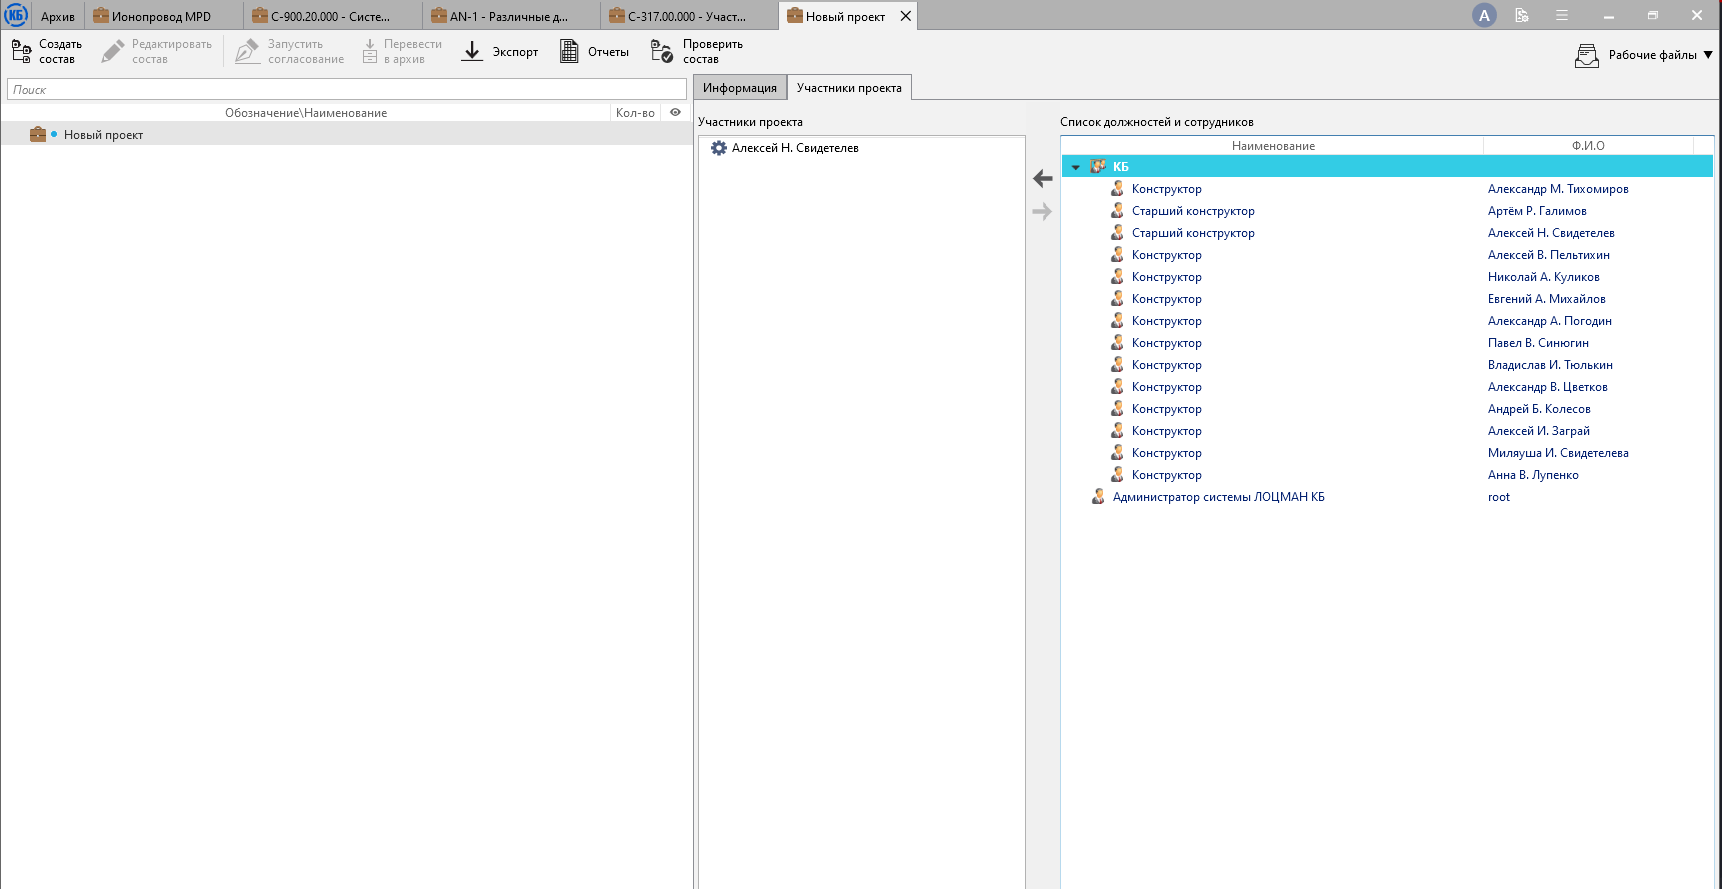 КБ
Архив
Ионопровод MPD
С-900.20.000 - Систе...
AN-1 - Различные д...
С-317.00.000 - Участ...
Новый проект
A
Создать
состав
Редактировать
состав
Запустить
согласование
Перевести
в архив
Экспорт
Отчеты
Проверить
состав
Рабочие файлы
Поиск
Обозначение\Наименование
Кол-во
Новый проект
Информация
Участники проекта
Участники проекта
Алексей Н. Свидетелев
Список должностей и сотрудников
Наименование Ф.И.О
КБ
Конструктор Александр М. Тихомиров
Старший конструктор Артём Р. Галимов
Старший конструктор Алексей Н. Свидетелев
Конструктор Алексей В. Пельтихин
Конструктор Николай А. Куликов
Конструктор Евгений А. Михайлов
Конструктор Александр А. Погодин
Конструктор Павел В. Синюгин
Конструктор Владислав И. Тюлькин
Конструктор Александр В. Цветков
Конструктор Андрей Б. Колесов
Конструктор Алексей И. Заграй
Конструктор Миляуша И. Свидетелева
Конструктор Анна В. Лупенко
Администратор системы ЛОЦМАН КБ root